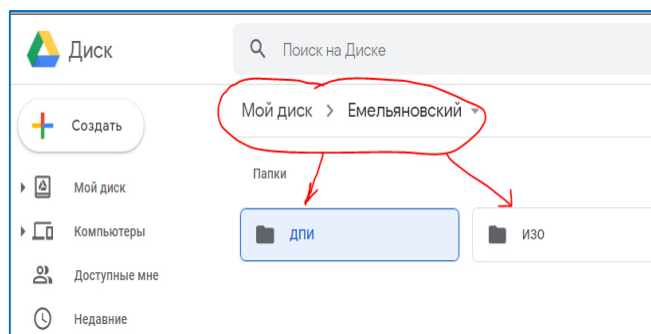 Диск
Поиск на Диске
Мой диск > Емельяновский
Создать
Папки
Мой диск
ДПИ
ИЗО
Компьютеры
Доступные мне
Недавние